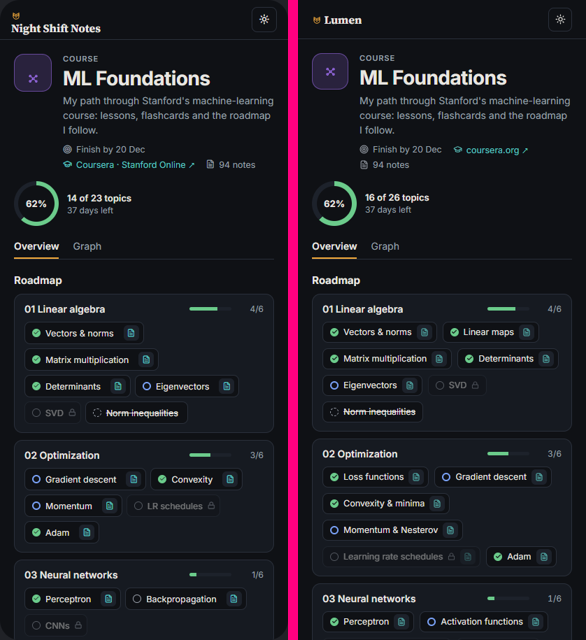 Night Shift Notes
COURSE
ML Foundations
My path through Stanford's machine-learning
course: lessons, flashcards and the roadmap
I follow.
Finish by 20 Dec
Coursera · Stanford Online ↗ 94 notes
62%
14 of 23 topics
37 days left
Overview Graph
Roadmap
01 Linear algebra 4/6
Vectors & norms
Matrix multiplication
Determinants Eigenvectors
SVD Norm inequalities
02 Optimization 3/6
Gradient descent Convexity
Momentum LR schedules
Adam
03 Neural networks 1/6
Perceptron Backpropagation
CNNs
Lumen
COURSE
ML Foundations
My path through Stanford's machine-learning
course: lessons, flashcards and the roadmap
I follow.
Finish by 20 Dec coursera.org ↗
94 notes
62%
16 of 26 topics
37 days left
Overview Graph
Roadmap
01 Linear algebra 4/6
Vectors & norms Linear maps
Matrix multiplication Determinants
Eigenvectors SVD
Norm inequalities
02 Optimization 3/6
Loss functions Gradient descent
Convexity & minima
Momentum & Nesterov
Learning rate schedules Adam
03 Neural networks 1/6
Perceptron Activation functions